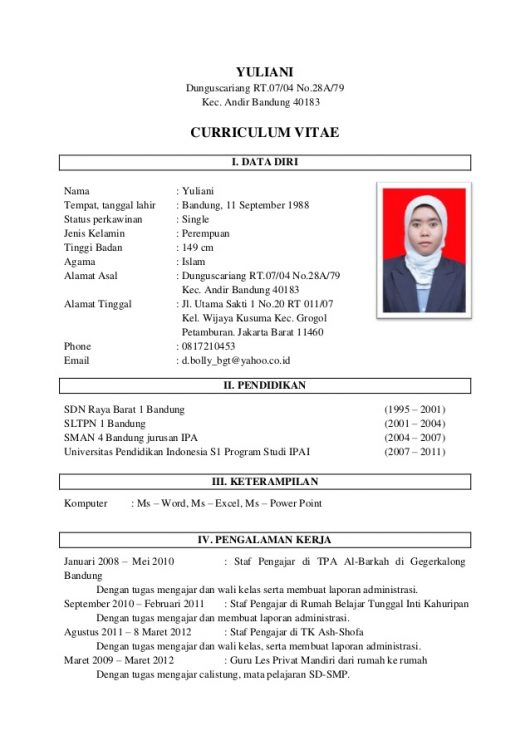 YULIANI
Dunguscariang RT.07/04 No.28A/79
Kec. Andir Bandung 40183
CURRICULUM VITAE
I. DATA DIRI
Nama : Yuliani
Tempat, tanggal lahir : Bandung, 11 September 1988
Status perkawinan : Single
Jenis Kelamin : Perempuan
Tinggi Badan : 149 cm
Agama : Islam
Alamat Asal : Dunguscariang RT.07/04 No.28A/79
Kec. Andir Bandung 40183
Alamat Tinggal : Jl. Utama Sakti 1 No.20 RT 011/07
Kel. Wijaya Kusuma Kec. Grogol
Petamburan. Jakarta Barat 11460
Phone : 0817210453
Email : d.bolly_bgt@yahoo.co.id
II. PENDIDIKAN
SDN Raya Barat 1 Bandung (1995 – 2001)
SLTPN 1 Bandung (2001 – 2004)
SMAN 4 Bandung jurusan IPA (2004 – 2007)
Universitas Pendidikan Indonesia S1 Program Studi IPAI (2007 – 2011)
III. KETERAMPILAN
Komputer : Ms – Word, Ms – Excel, Ms – Power Point
IV. PENGALAMAN KERJA
Januari 2008 – Mei 2010 : Staf Pengajar di TPA Al-Barkah di Gegerkalong
Bandung
Dengan tugas mengajar dan wali kelas serta membuat laporan administrasi.
September 2010 – Februari 2011 : Staf Pengajar di Rumah Belajar Tunggal Inti Kahuripan
Dengan tugas mengajar dan membuat laporan administrasi.
Agustus 2011 – 8 Maret 2012 : Staf Pengajar di TK Ash-Shofa
Dengan tugas mengajar dan wali kelas, serta membuat laporan administrasi.
Maret 2009 – Maret 2012 : Guru Les Privat Mandiri dari rumah ke rumah
Dengan tugas mengajar calistung, mata pelajaran SD-SMP.